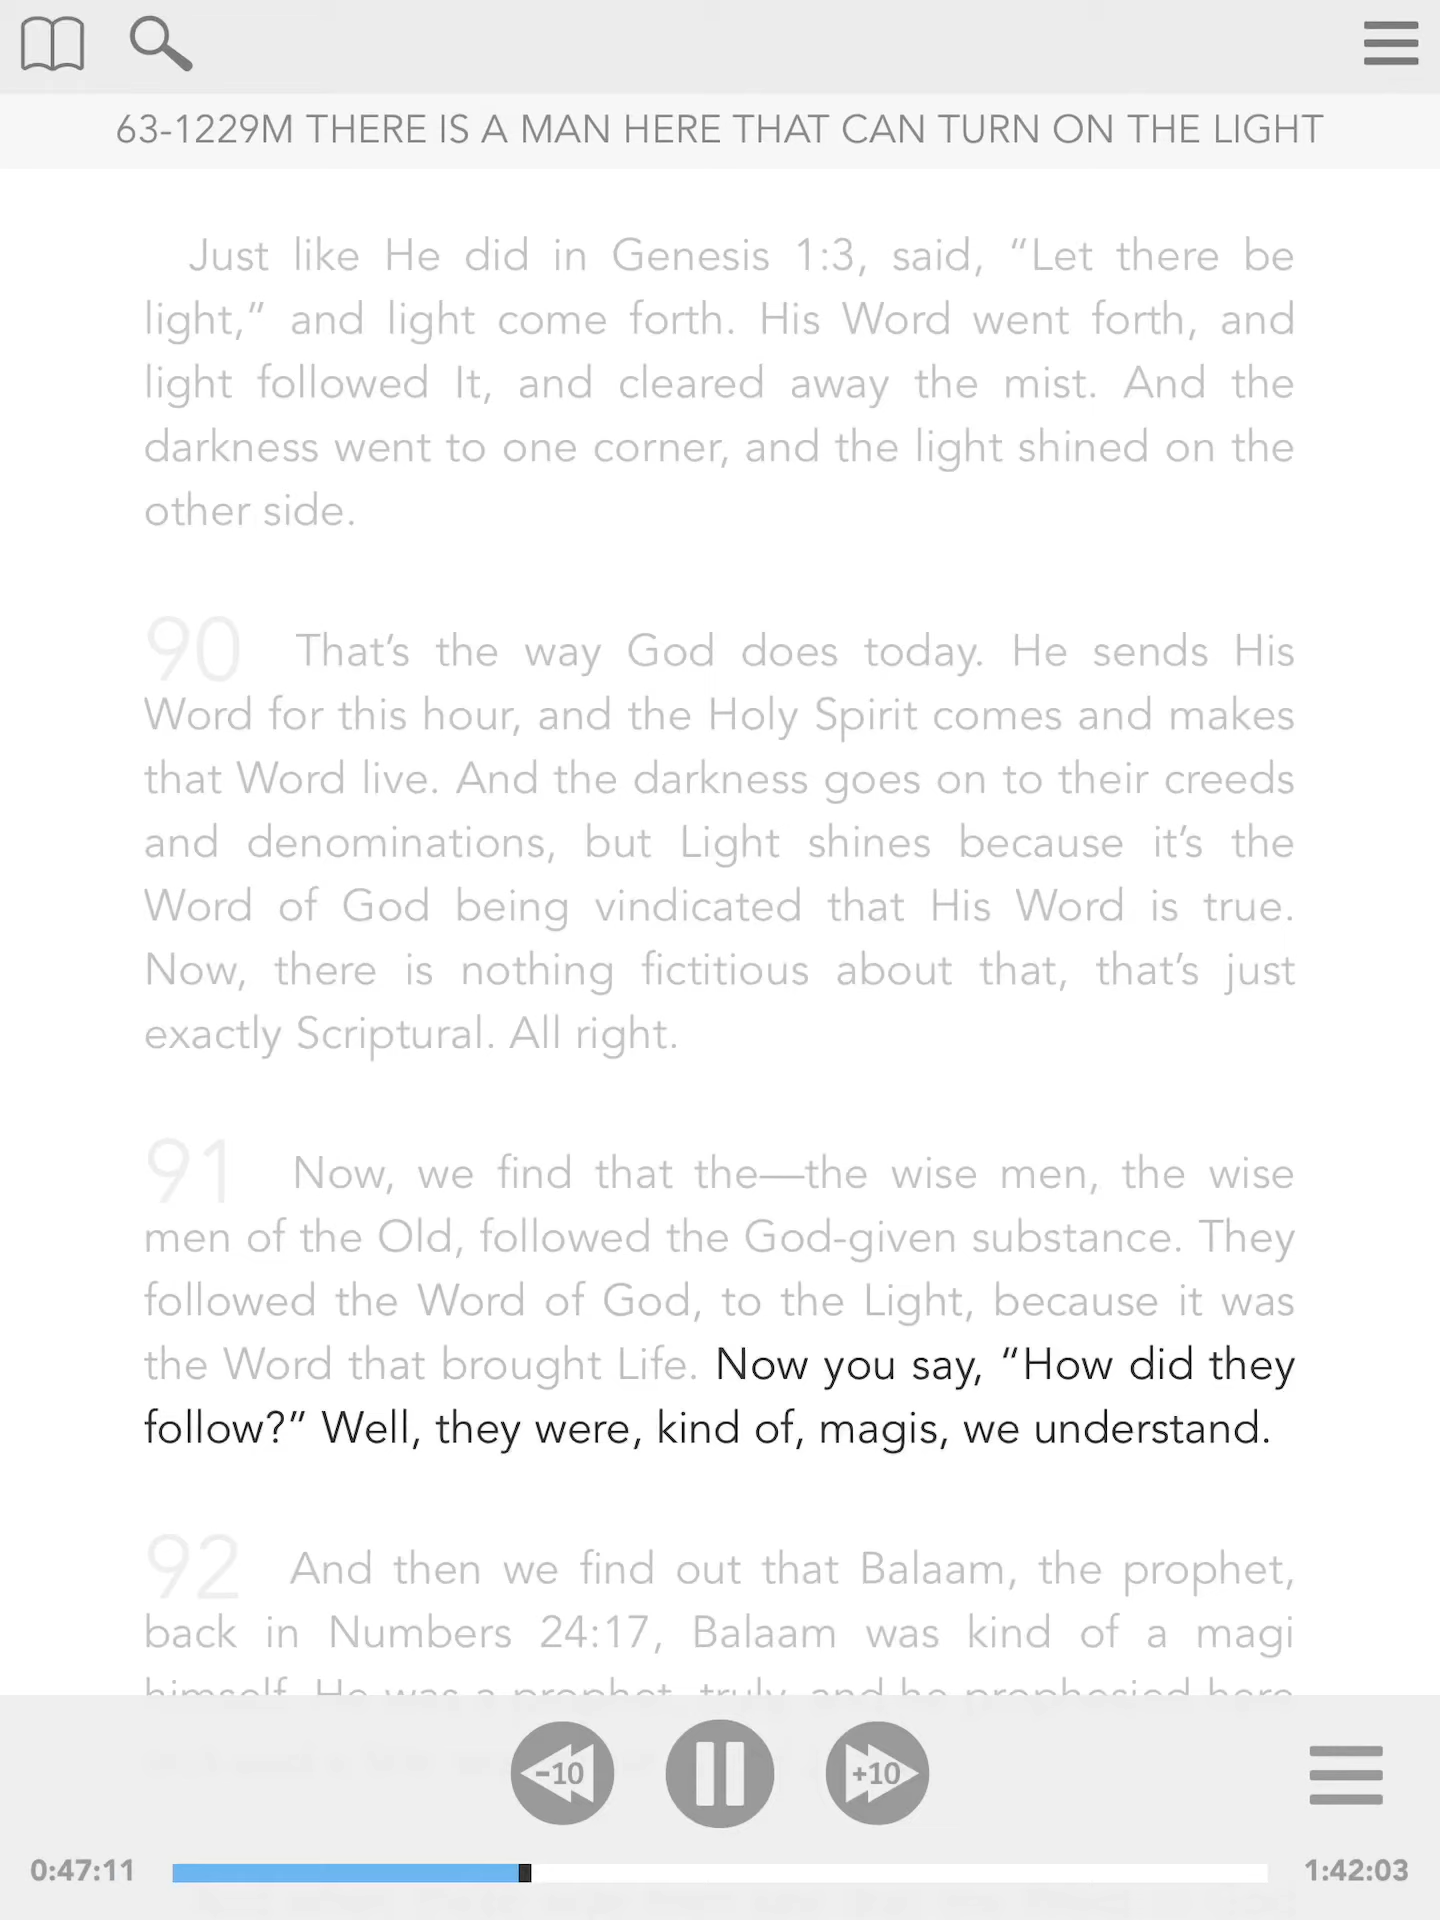 63-1229M THERE IS A MAN HERE THAT CAN TURN ON THE LIGHT
Just like He did in Genesis 1:3, said, “Let there be
light,” and light come forth. His Word went forth, and
light followed It, and cleared away the mist. And the
darkness went to one corner, and the light shined on the
other side.
90 That’s the way God does today. He sends His
Word for this hour, and the Holy Spirit comes and makes
that Word live. And the darkness goes on to their creeds
and denominations, but Light shines because it’s the
Word of God being vindicated that His Word is true.
Now, there is nothing fictitious about that, that’s just
exactly Scriptural. All right.
91 Now, we find that the—the wise men, the wise
men of the Old, followed the God-given substance. They
followed the Word of God, to the Light, because it was
the Word that brought Life. Now you say, “How did they
follow?” Well, they were, kind of, magis, we understand.
92 And then we find out that Balaam, the prophet,
back in Numbers 24:17, Balaam was kind of a magi
himself. He was a prophet, truly, and he prophesied here
-10 +10
0:47:11 1:42:03